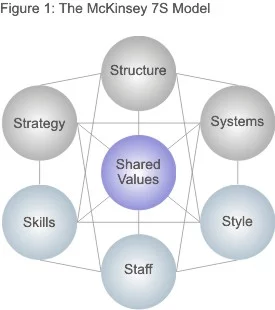 Figure 1: The McKinsey 7S Model
Structure
Strategy
Systems
Shared
Values
Skills
Style
Staff